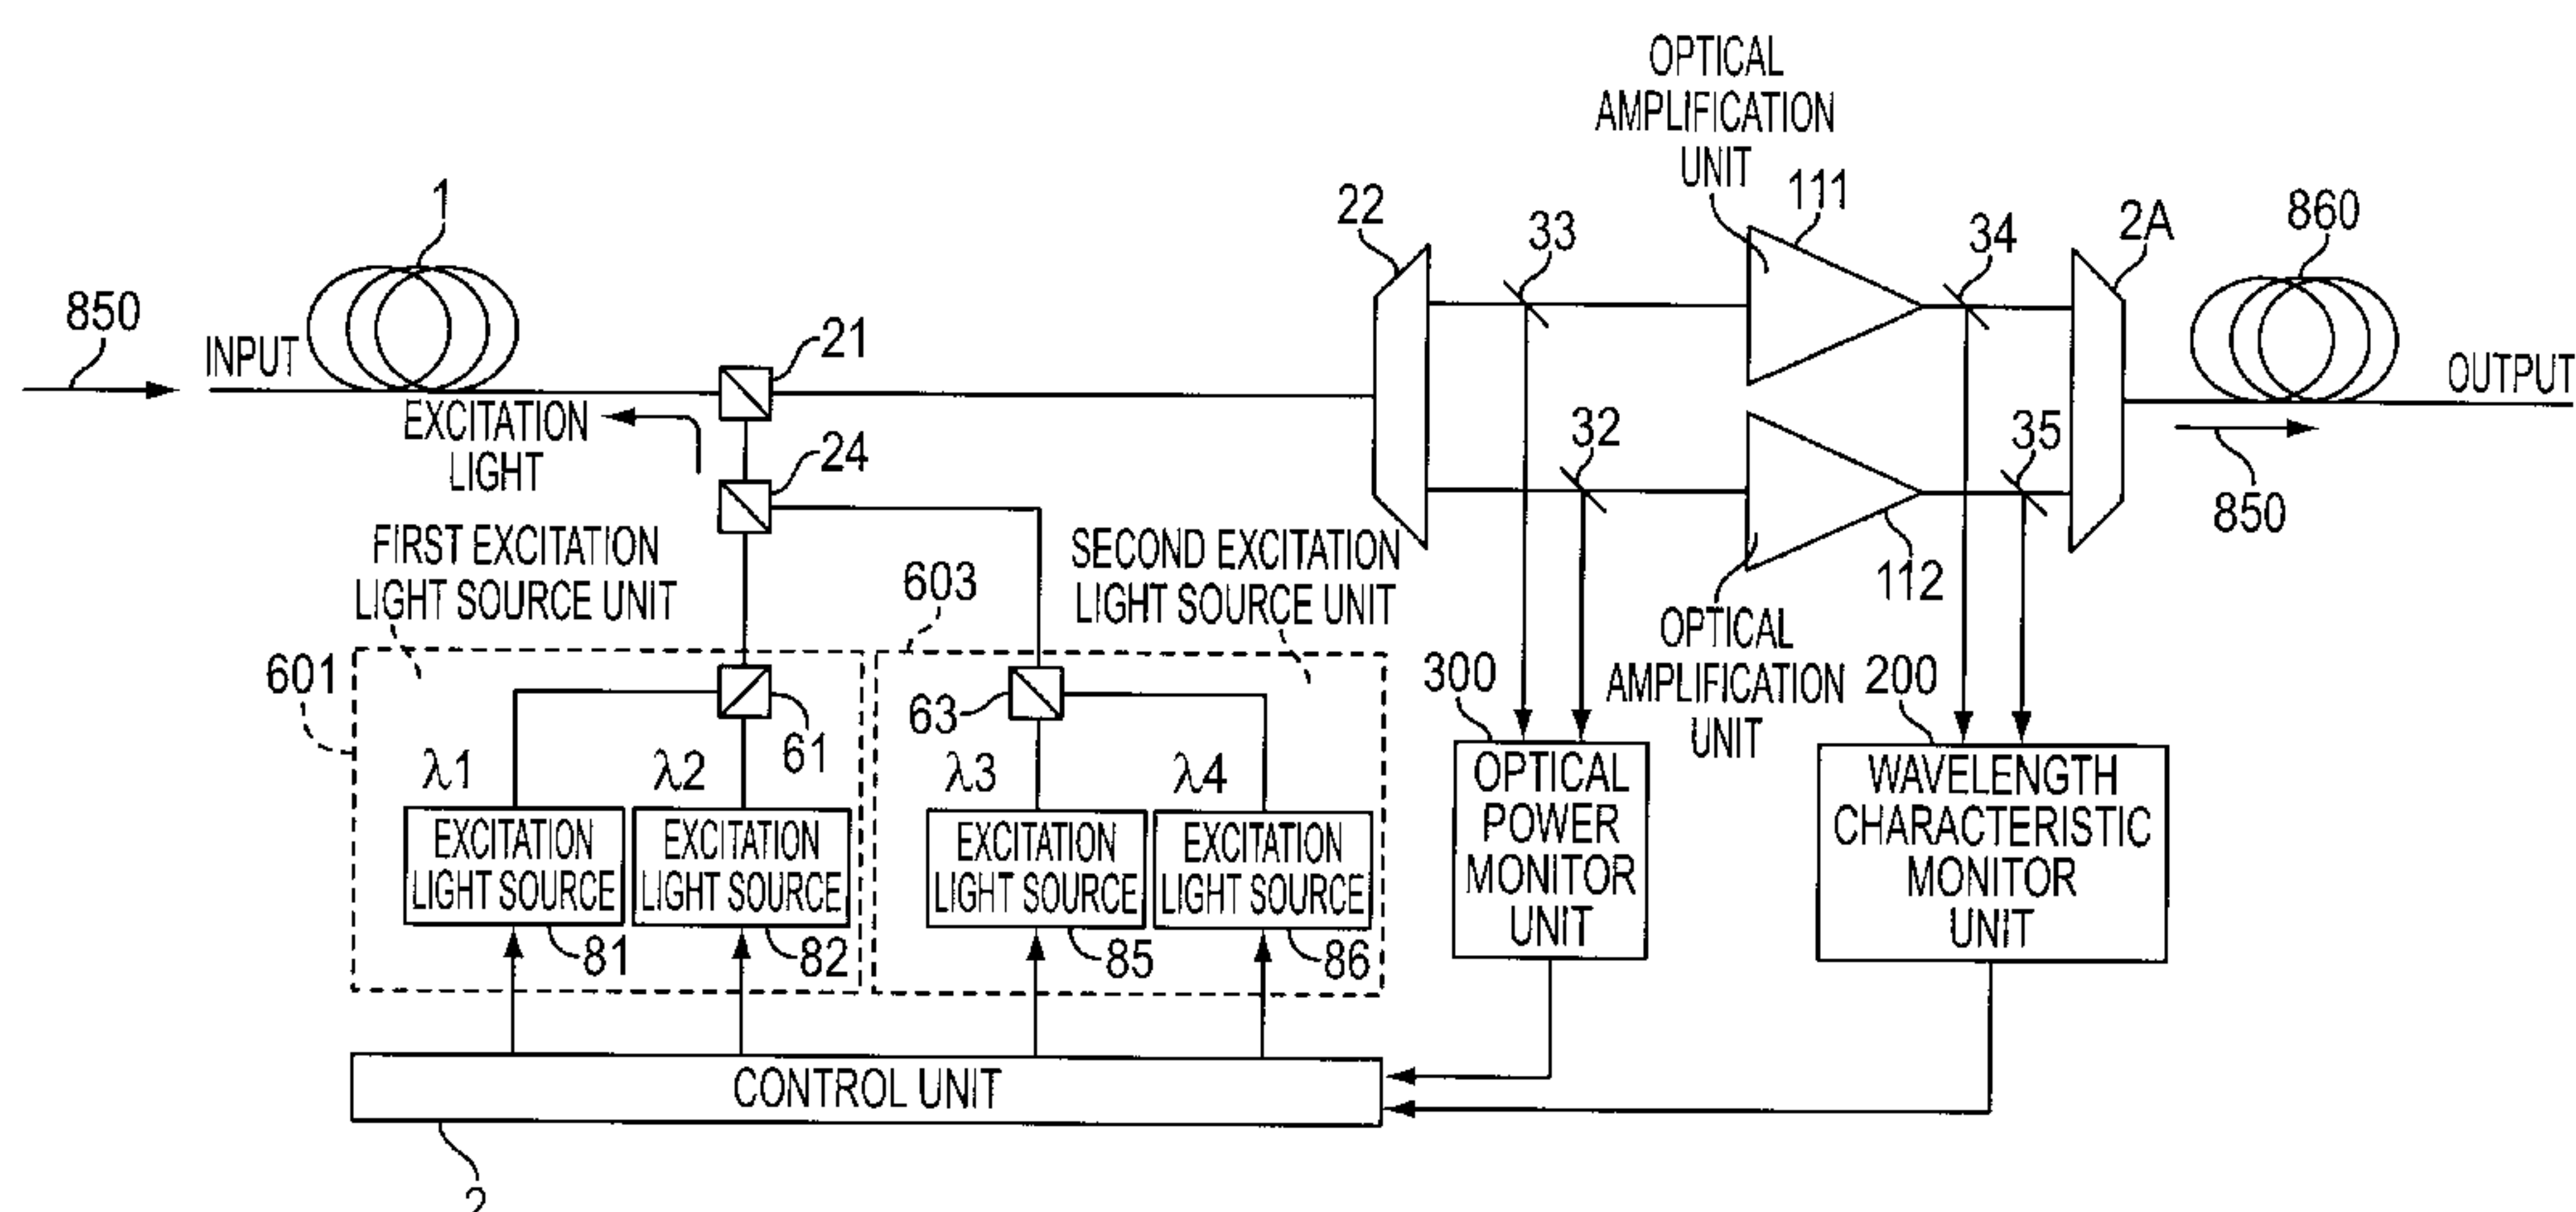 OPTICAL
AMPLIFICATION
UNIT
111
1
22
33
34
2A
860
850
INPUT
21
OUTPUT
EXCITATION
LIGHT
24
32
35
850
FIRST EXCITATION
LIGHT SOURCE UNIT
603
SECOND EXCITATION
LIGHT SOURCE UNIT
112
OPTICAL
AMPLIFICATION
UNIT
601
300
200
63
61
λ1
λ2
λ3
λ4
OPTICAL
POWER
MONITOR
UNIT
WAVELENGTH
CHARACTERISTIC
MONITOR
UNIT
EXCITATION
LIGHT SOURCE
EXCITATION
LIGHT SOURCE
EXCITATION
LIGHT SOURCE
EXCITATION
LIGHT SOURCE
81
82
85
86
CONTROL UNIT
2